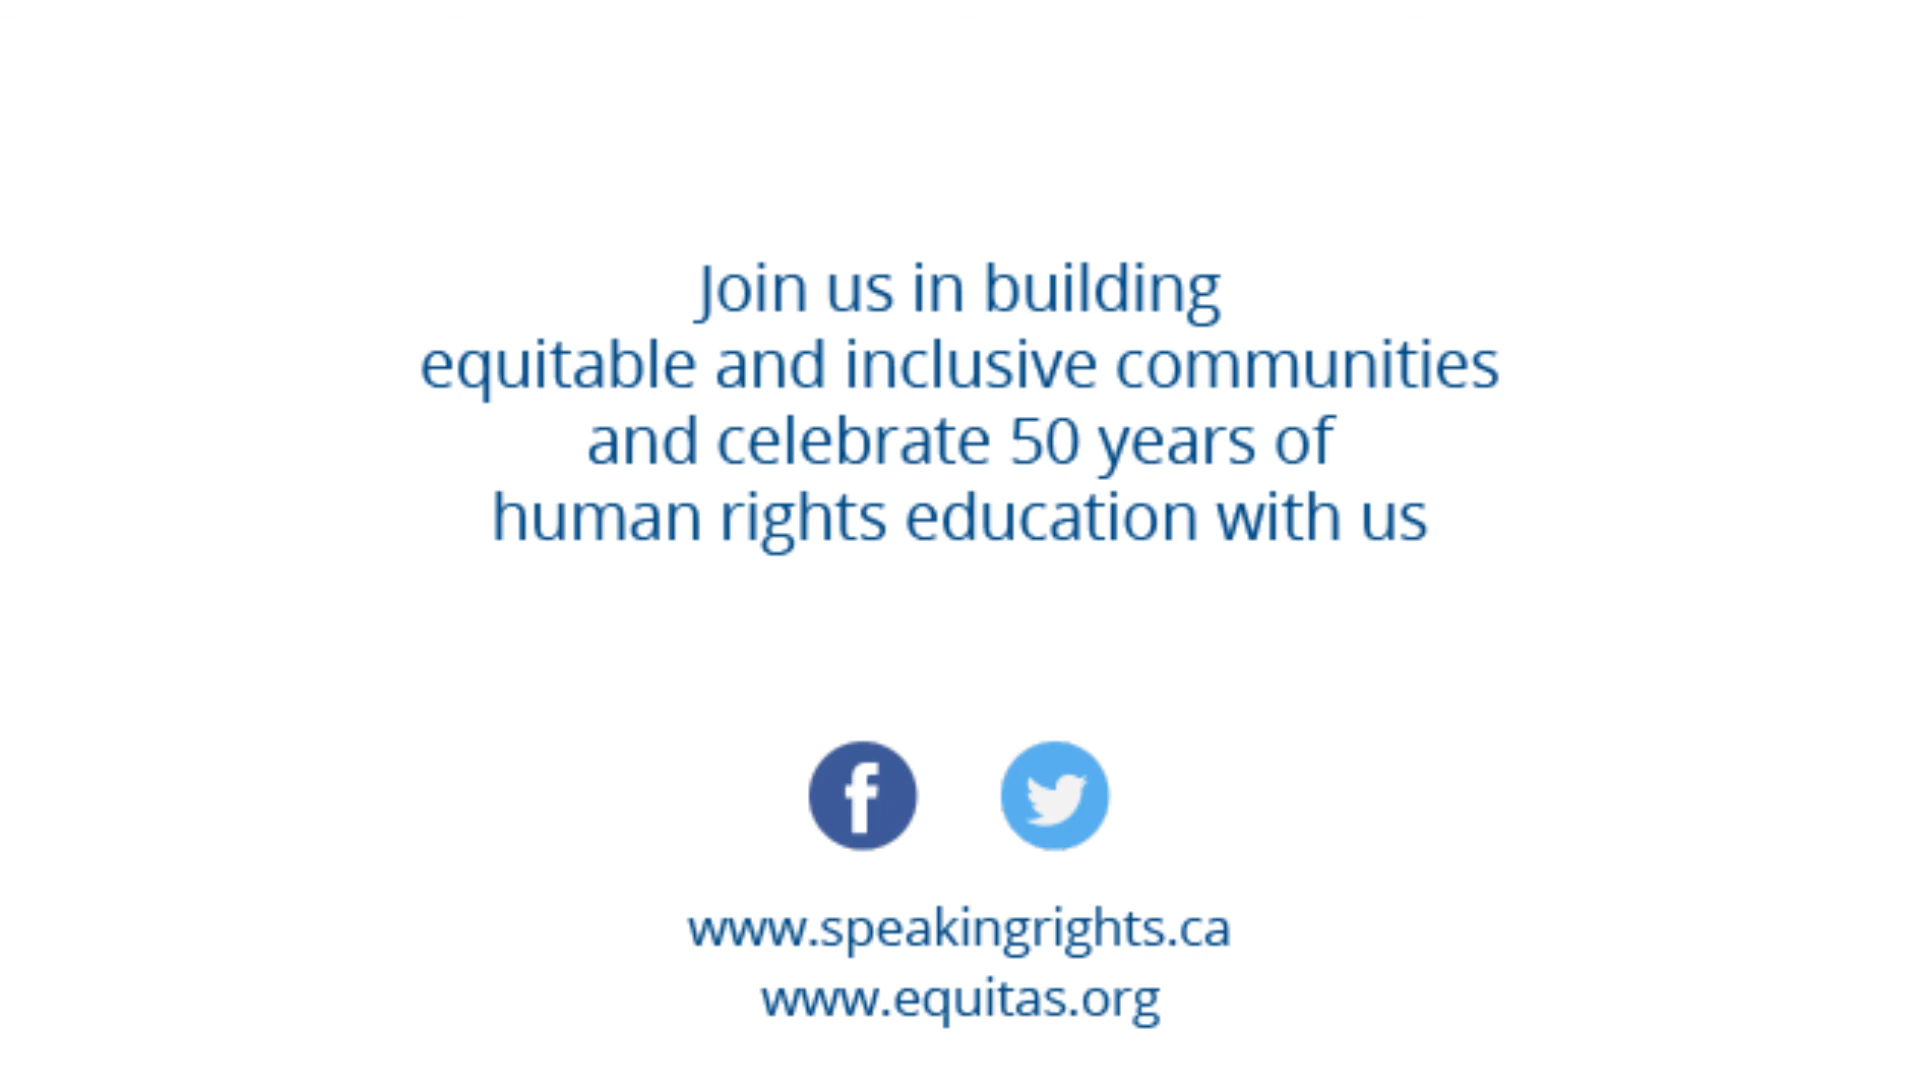 Join us in building
equitable and inclusive communities
and celebrate 50 years of
human rights education with us
www.speakingrights.ca
www.equitas.org